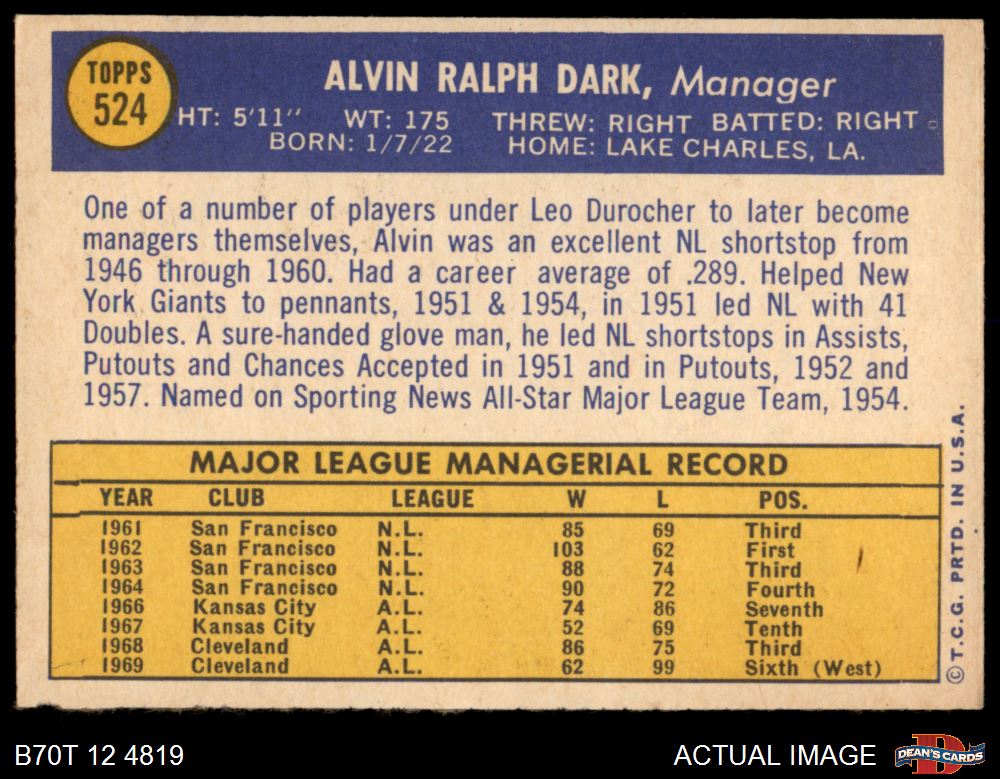 TOPPS
524
ALVIN RALPH DARK, Manager
HT: 5'11" WT: 175 THREW: RIGHT BATTED: RIGHT
BORN: 1/7/22 HOME: LAKE CHARLES, LA.
One of a number of players under Leo Durocher to later become
managers themselves, Alvin was an excellent NL shortstop from
1946 through 1960. Had a career average of .289. Helped New
York Giants to pennants, 1951 & 1954, in 1951 led NL with 41
Doubles. A sure-handed glove man, he led NL shortstops in Assists,
Putouts and Chances Accepted in 1951 and in Putouts, 1952 and
1957. Named on Sporting News All-Star Major League Team, 1954.
MAJOR LEAGUE MANAGERIAL RECORD
YEAR CLUB LEAGUE W L POS.
1961 San Francisco N.L. 85 69 Third
1962 San Francisco N.L. 103 62 First
1963 San Francisco N.L. 88 74 Third
1964 San Francisco N.L. 90 72 Fourth
1966 Kansas City A.L. 74 86 Seventh
1967 Kansas City A.L. 52 69 Tenth
1968 Cleveland A.L. 86 75 Third
1969 Cleveland A.L. 62 99 Sixth (West)
© T.C.G. PRTD. IN U.S.A.
B70T 12 4819 ACTUAL IMAGE
D
DEAN'S CARDS